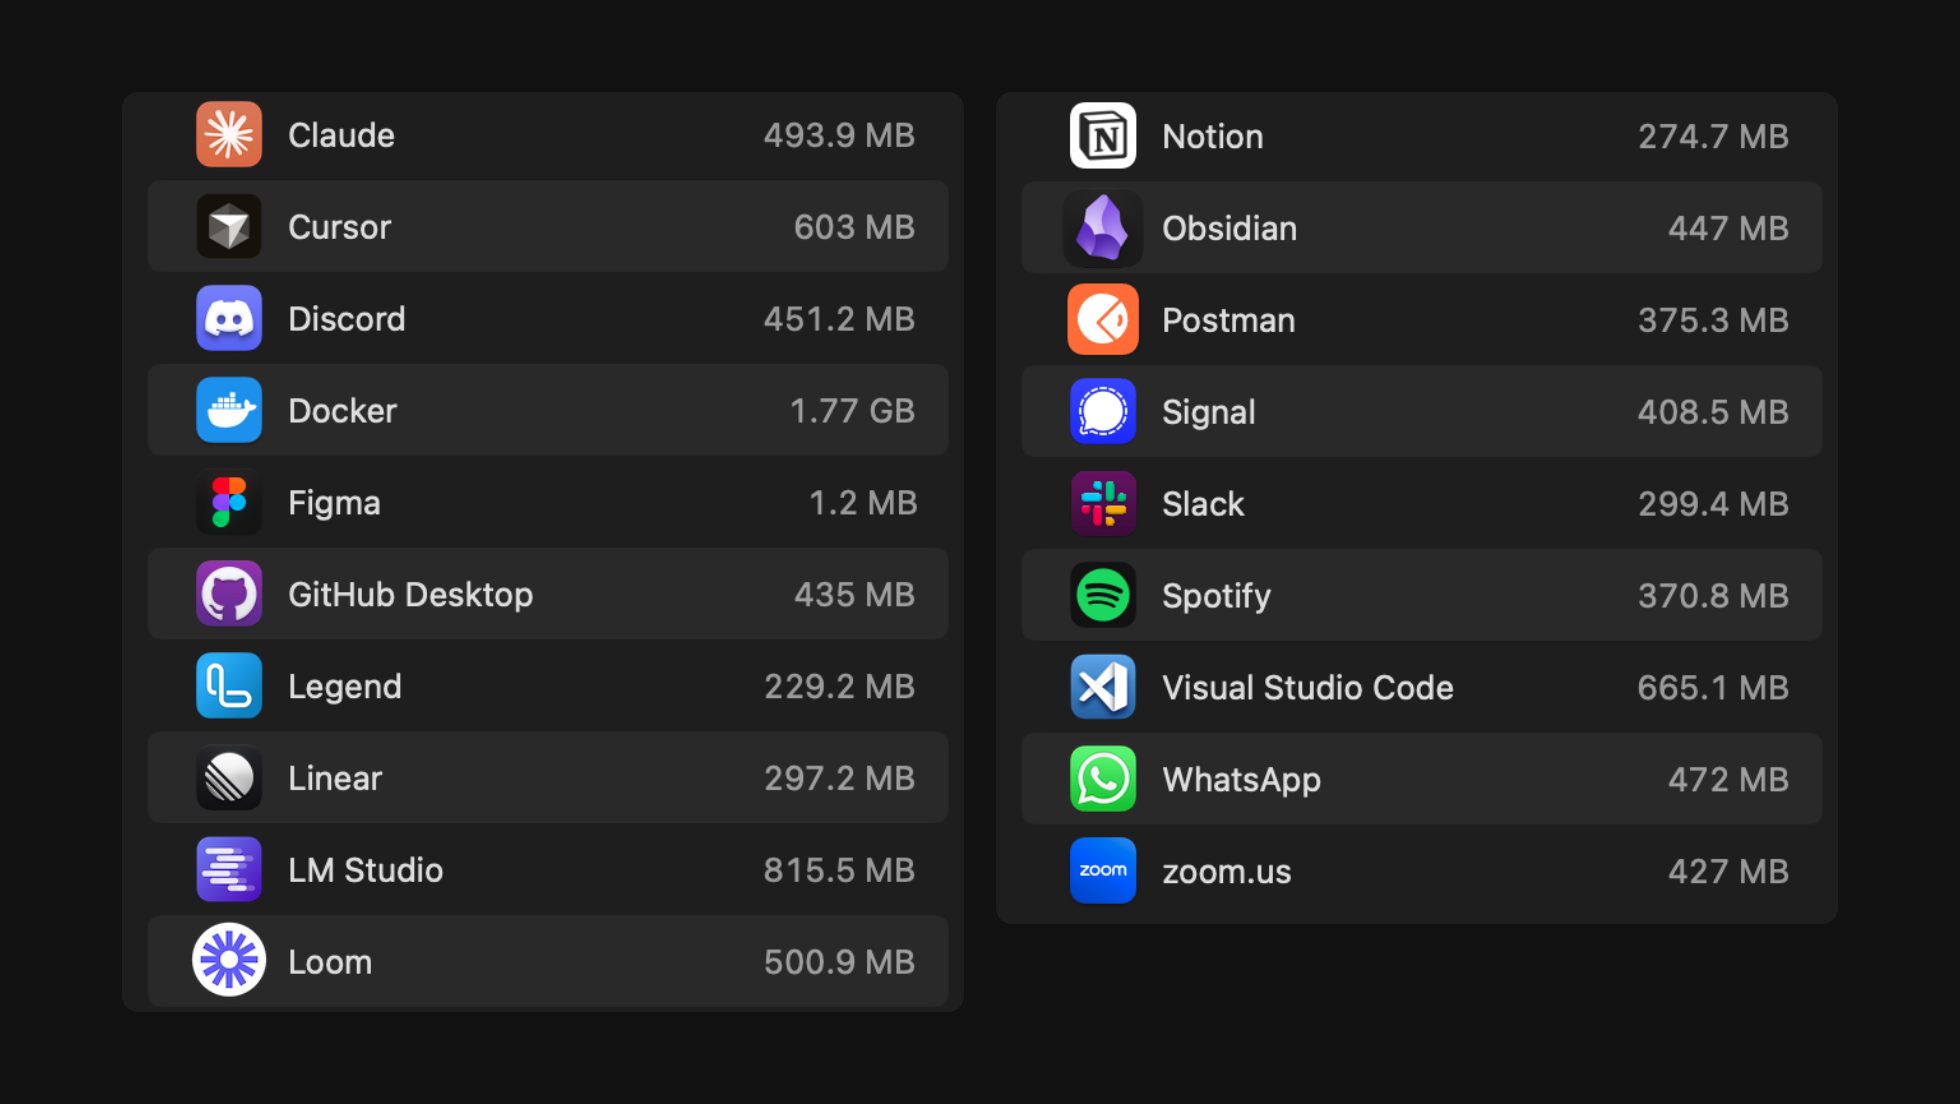 Claude 493.9 MB
Cursor 603 MB
Discord 451.2 MB
Docker 1.77 GB
Figma 1.2 MB
GitHub Desktop 435 MB
Legend 229.2 MB
Linear 297.2 MB
LM Studio 815.5 MB
Loom 500.9 MB
N Notion 274.7 MB
Obsidian 447 MB
Postman 375.3 MB
Signal 408.5 MB
Slack 299.4 MB
Spotify 370.8 MB
Visual Studio Code 665.1 MB
WhatsApp 472 MB
zoom zoom.us 427 MB